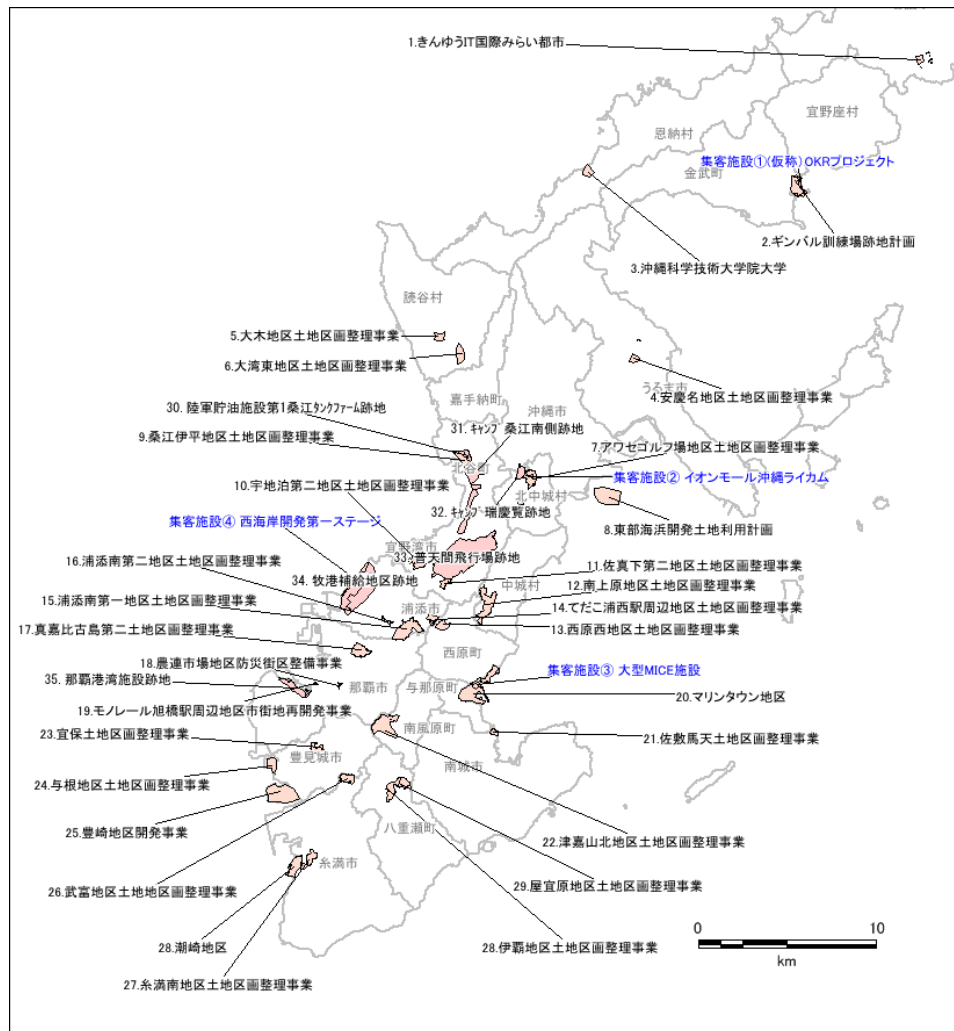 1.きんゆうIT国際みらい都市
宜野座村
恩納村
集客施設①(仮称)OKRプロジェクト
金武町
2.ギンバル訓練場跡地計画
3.沖縄科学技術大学院大学
読谷村
5.大木地区土地区画整理事業
6.大湾東地区土地区画整理事業
うるま市
4.安慶名地区土地区画整理事業
嘉手納町
沖縄市
30. 陸軍貯油施設第1桑江タンクファーム跡地
31. キャンプ 桑江南側跡地
9.桑江伊平地区土地区画整理事業
7.アワセゴルフ場地区土地区画整理事業
北谷町
集客施設② イオンモール沖縄ライカム
10.宇地泊第二地区土地区画整理事業
北中城村
32. キャンプ 瑞慶覧跡地
8.東部海浜開発土地利用計画
集客施設④ 西海岸開発第一ステージ
宜野湾市
33.普天間飛行場跡地
16.浦添南第二地区土地区画整理事業
11.佐真下第二地区土地区画整理事業
34. 牧港補給地区跡地
中城村
12.南上原地区土地区画整理事業
15.浦添南第一地区土地区画整理事業
浦添市
14.てだこ浦西駅周辺地区土地区画整理事業
17.真嘉比古島第二土地区画整理事業
13.西原西地区土地区画整理事業
西原町
18.農連市場地区防災街区整備事業
集客施設③ 大型MICE施設
35. 那覇港湾施設跡地
那覇市
与那原町
20.マリンタウン地区
19.モノレール旭橋駅周辺地区市街地再開発事業
南風原町
23.宜保土地区画整理事業
21.佐敷馬天土地区画整理事業
豊見城市
南城市
24.与根地区土地区画整理事業
25.豊崎地区開発事業
八重瀬町
22.津嘉山北地区土地区画整理事業
糸満市
26.武富地区土地地区画整理事業
29.屋宜原地区土地区画整理事業
28.潮崎地区
28.伊覇地区土地区画整理事業
27.糸満南地区土地区画整理事業
0
10
km